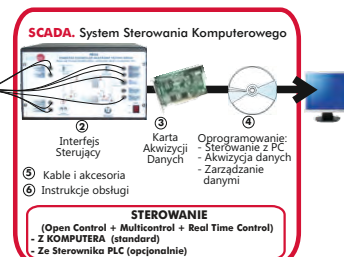 SCADA. System Sterowania Komputerowego
2
Interfejs
Sterujący
3
Karta
Akwizycji
Danych
4
Oprogramowanie:
- Sterowanie z PC
- Akwizycja danych
- Zarządzanie
danymi
5 Kable i akcesoria
6 Instrukcje obsługi
STEROWANIE
(Open Control + Multicontrol + Real Time Control)
- Z KOMPUTERA (standard)
- Ze Sterownika PLC (opcjonalnie)